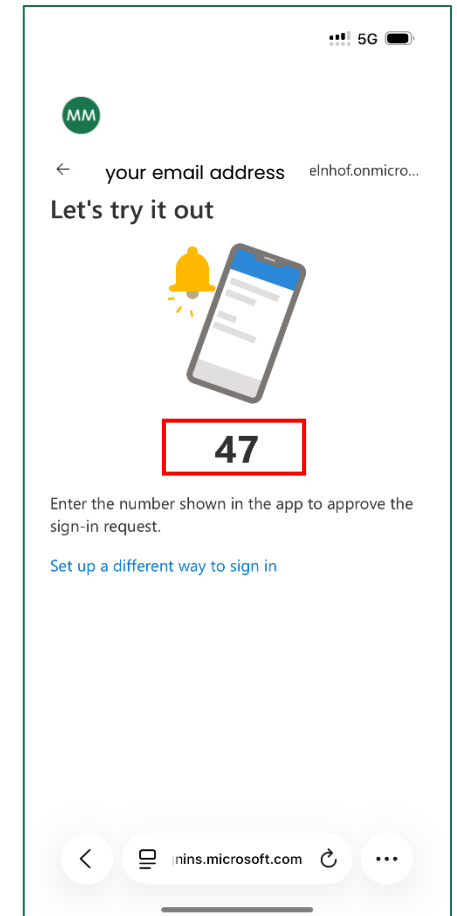 5G
MM
← your email address elnhof.onmicro...
Let's try it out
47
Enter the number shown in the app to approve the
sign-in request.
Set up a different way to sign in
nins.microsoft.com